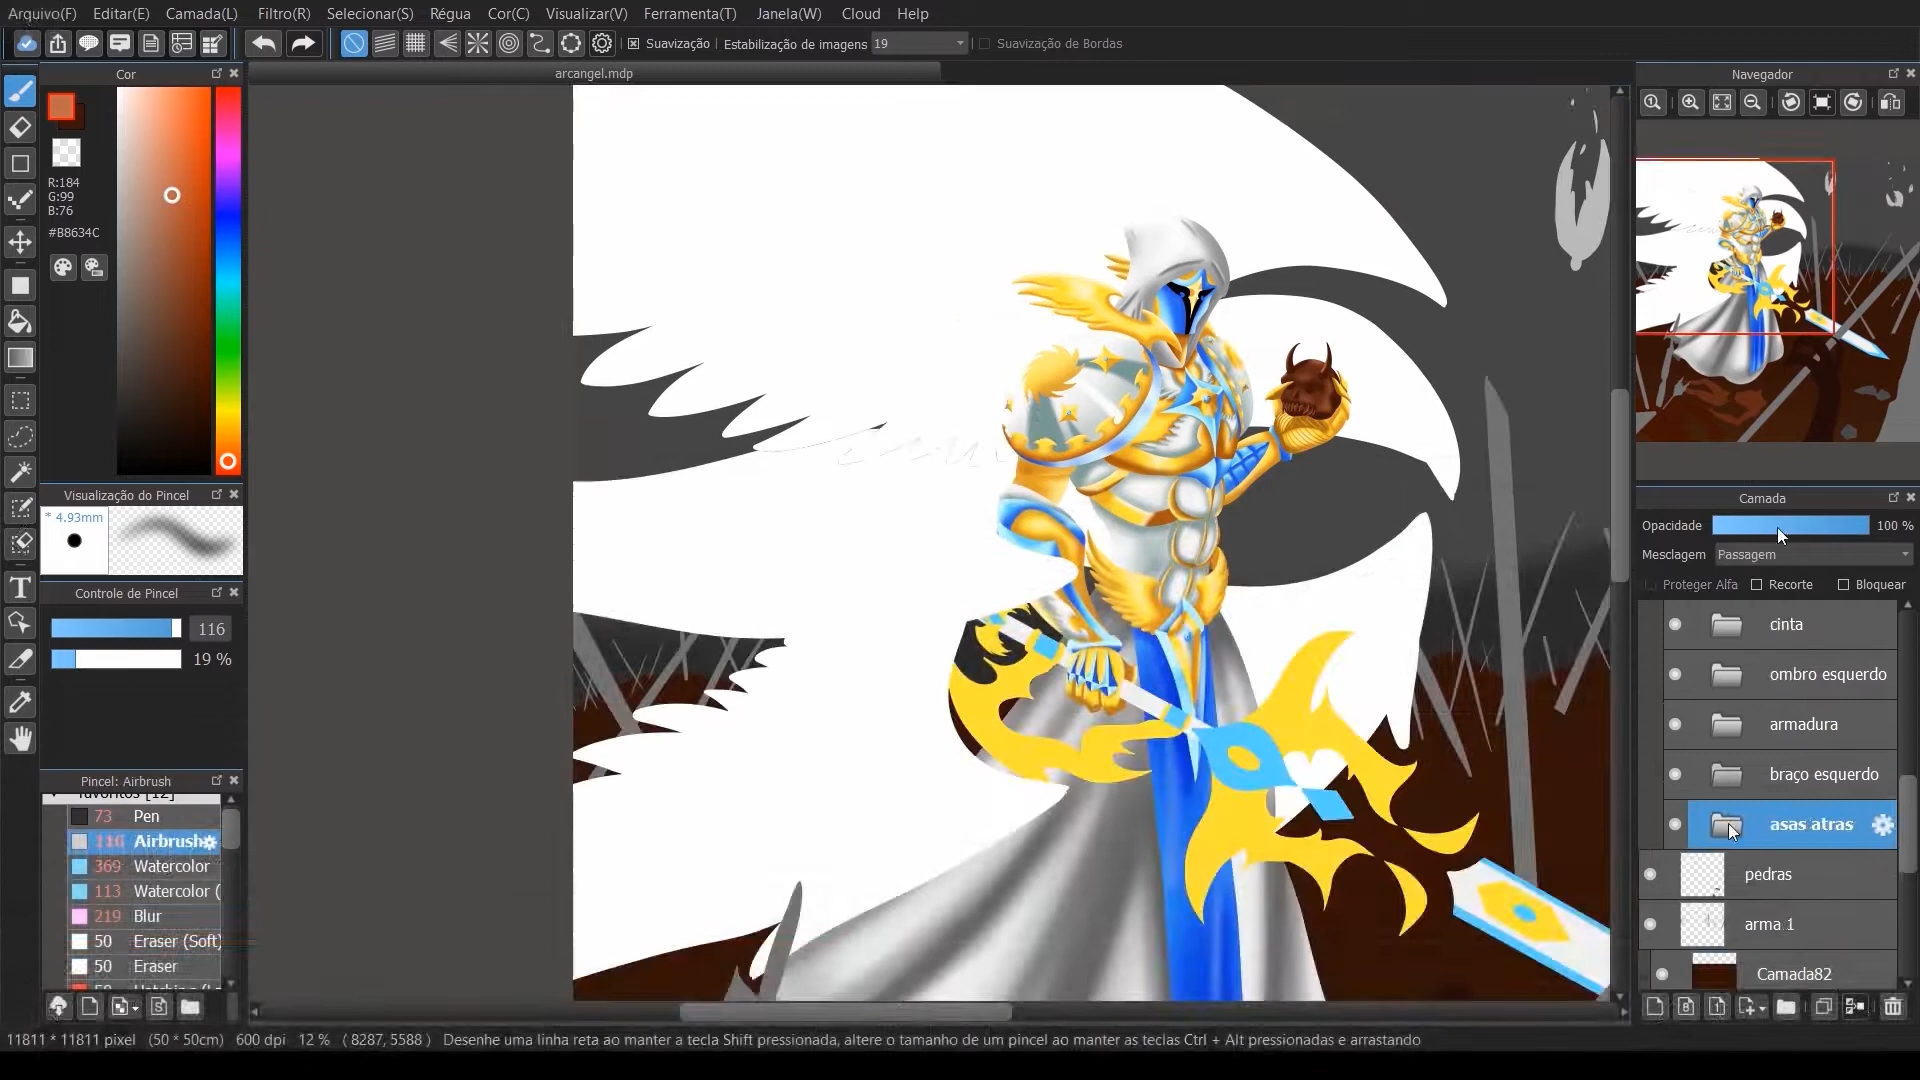 Arquivo(F) Editar(E) Camada(L) Filtro(R) Selecionar(S) Régua Cor(C) Visualizar(V) Ferramenta(T) Janela(W) Cloud Help
Suavização Estabilização de imagens 19 Suavização de Bordas
Cor
arcangel.mdp
Navegador
R:184
G:99
B:76
#B8634C
Visualização do Pincel
* 4.93mm
Controle de Pincel
116
19 %
Pincel: Airbrush
Favoritos [12]
73 Pen
116 Airbrush
369 Watercolor
113 Watercolor (
219 Blur
50 Eraser (Soft)
50 Eraser
Camada
Opacidade 100 %
Mesclagem Passagem
Proteger Alfa Recorte Bloquear
cinta
ombro esquerdo
armadura
braço esquerdo
asas atras
pedras
arma 1
Camada82
11811 * 11811 pixel (50 * 50cm) 600 dpi 12 % ( 8287, 5588 ) Desenhe uma linha reta ao manter a tecla Shift pressionada, altere o tamanho de um pincel ao manter as teclas Ctrl + Alt pressionadas e arrastando